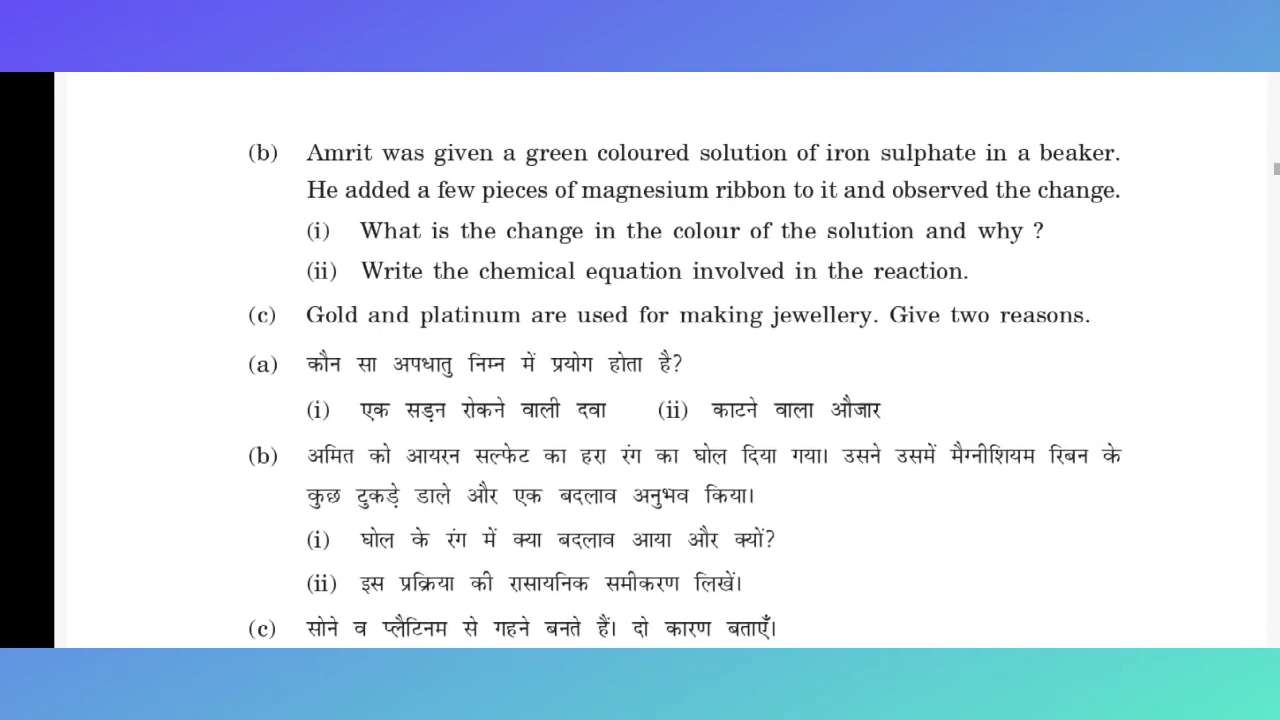 (b) Amrit was given a green coloured solution of iron sulphate in a beaker.
He added a few pieces of magnesium ribbon to it and observed the change.
(i) What is the change in the colour of the solution and why ?
(ii) Write the chemical equation involved in the reaction.
(c) Gold and platinum are used for making jewellery. Give two reasons.
(a) कौन सा अपधातु निम्न में प्रयोग होता है?
(i) एक सड़न रोकने वाली दवा (ii) काटने वाला औजार
(b) अमित को आयरन सल्फेट का हरा रंग का घोल दिया गया। उसने उसमें मैग्नीशियम रिबन के
कुछ टुकड़े डाले और एक बदलाव अनुभव किया।
(i) घोल के रंग में क्या बदलाव आया और क्यों?
(ii) इस प्रक्रिया की रासायनिक समीकरण लिखें।
(c) सोने व प्लैटिनम से गहने बनते हैं। दो कारण बताएँ।